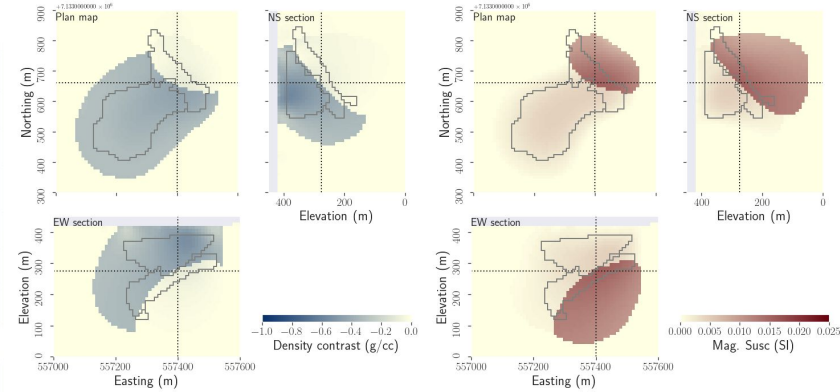 +7.1330000000 × 10⁶
Plan map
NS section
Northing (m)
900
800
700
600
500
400
300
400
200
0
Elevation (m)
EW section
Elevation (m)
400
300
200
100
0
557000
557200
557400
557600
Easting (m)
−1.0 −0.8 −0.6 −0.4 −0.2 0.0
Density contrast (g/cc)
+7.1330000000 × 10⁶
Plan map
NS section
Northing (m)
900
800
700
600
500
400
300
400
200
0
Elevation (m)
EW section
Elevation (m)
400
300
200
100
0
557000
557200
557400
557600
Easting (m)
0.000 0.005 0.010 0.015 0.020 0.025
Mag. Susc (SI)